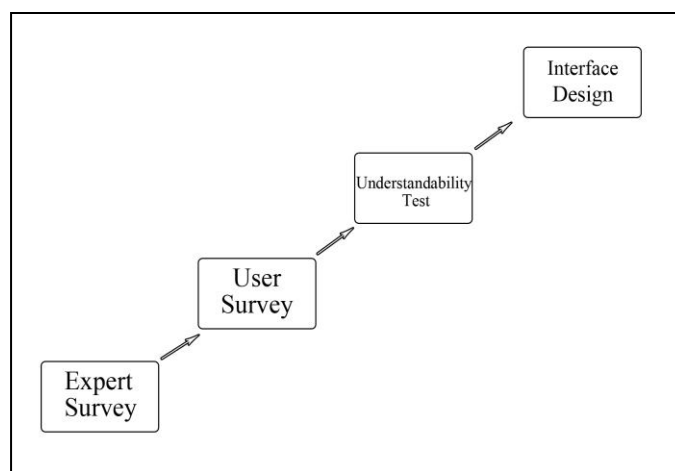 Interface
Design
Understandability
Test
User
Survey
Expert
Survey